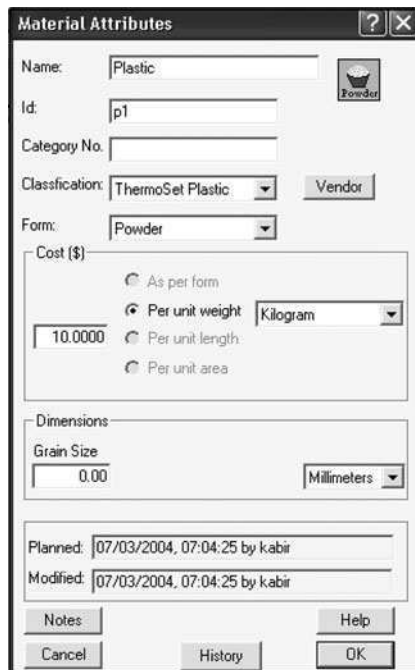 Material Attributes
Name: Plastic
Powder
Id: p1
Category No.
Classfication: ThermoSet Plastic Vendor
Form: Powder
Cost ($)
As per form
Per unit weight Kilogram
10.0000 Per unit length
Per unit area
Dimensions
Grain Size
0.00 Millimeters
Planned: 07/03/2004, 07:04:25 by kabir
Modified: 07/03/2004, 07:04:25 by kabir
Notes Help
Cancel History OK